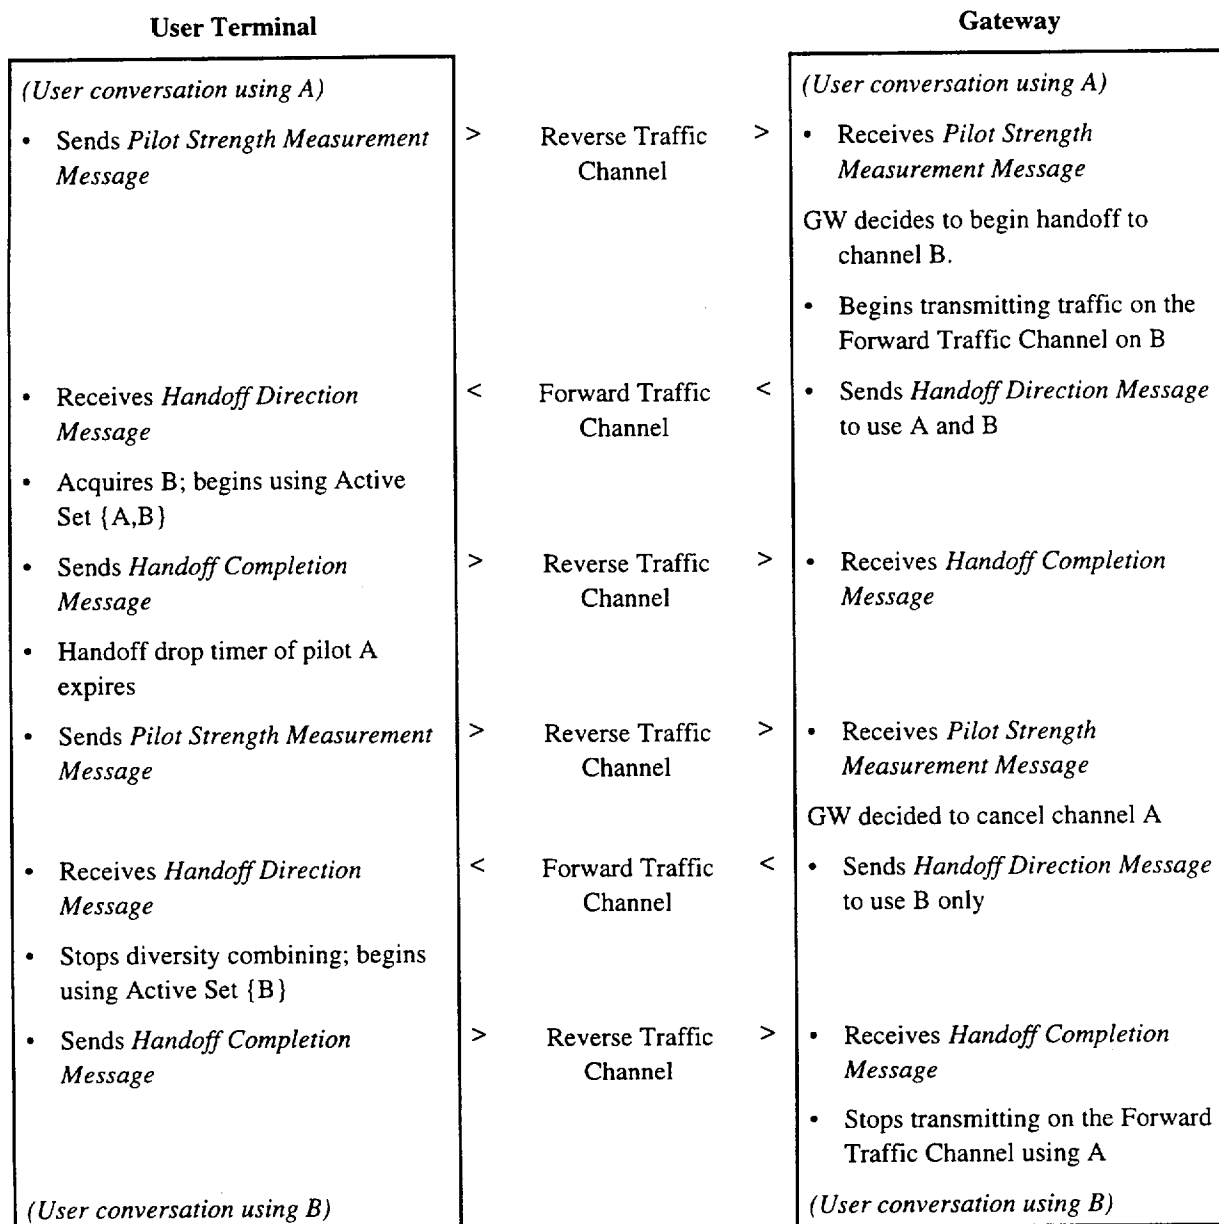 User Terminal
Gateway
(User conversation using A)
(User conversation using A)
• Sends Pilot Strength Measurement
Message
> Reverse Traffic >
Channel
• Receives Pilot Strength
Measurement Message
GW decides to begin handoff to
channel B.
• Begins transmitting traffic on the
Forward Traffic Channel on B
• Receives Handoff Direction
Message
< Forward Traffic <
Channel
• Sends Handoff Direction Message
to use A and B
• Acquires B; begins using Active
Set {A,B}
• Sends Handoff Completion
Message
> Reverse Traffic >
Channel
• Receives Handoff Completion
Message
• Handoff drop timer of pilot A
expires
• Sends Pilot Strength Measurement
Message
> Reverse Traffic >
Channel
• Receives Pilot Strength
Measurement Message
GW decided to cancel channel A
• Receives Handoff Direction
Message
< Forward Traffic <
Channel
• Sends Handoff Direction Message
to use B only
• Stops diversity combining; begins
using Active Set {B}
• Sends Handoff Completion
Message
> Reverse Traffic >
Channel
• Receives Handoff Completion
Message
• Stops transmitting on the Forward
Traffic Channel using A
(User conversation using B)
(User conversation using B)